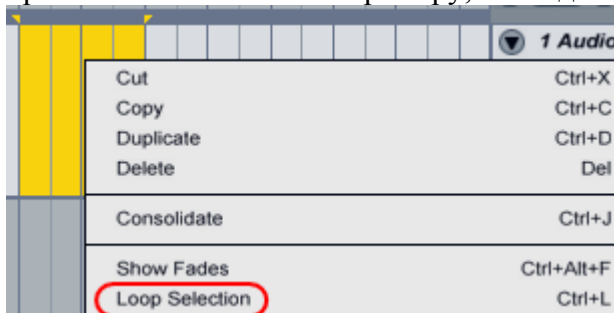 1 Audio
Cut Ctrl+X
Copy Ctrl+C
Duplicate Ctrl+D
Delete Del
Consolidate Ctrl+J
Show Fades Ctrl+Alt+F
Loop Selection Ctrl+L